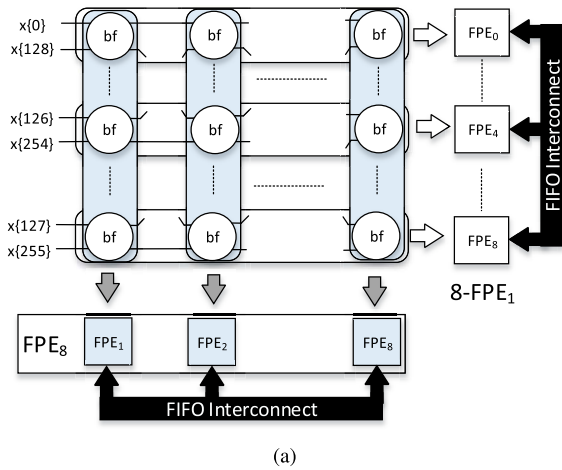 x{0}
x{128}
bf bf bf
FPE0
x{126}
x{254}
bf bf bf
FPE4
x{127}
x{255}
bf bf bf
FPE8
FIFO Interconnect
8-FPE1
FPE8
FPE1 FPE2 FPE8
FIFO Interconnect
(a)